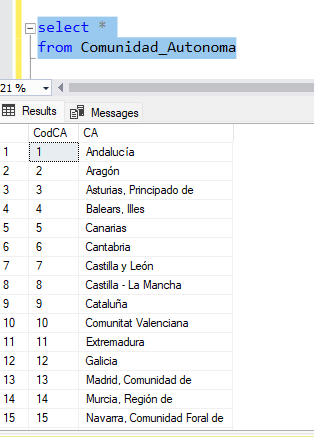 select *
from Comunidad_Autonoma
21 %
Results Messages
CodCA CA
1 1 Andalucía
2 2 Aragón
3 3 Asturias, Principado de
4 4 Balears, Illes
5 5 Canarias
6 6 Cantabria
7 7 Castilla y León
8 8 Castilla - La Mancha
9 9 Cataluña
10 10 Comunitat Valenciana
11 11 Extremadura
12 12 Galicia
13 13 Madrid, Comunidad de
14 14 Murcia, Región de
15 15 Navarra, Comunidad Foral de